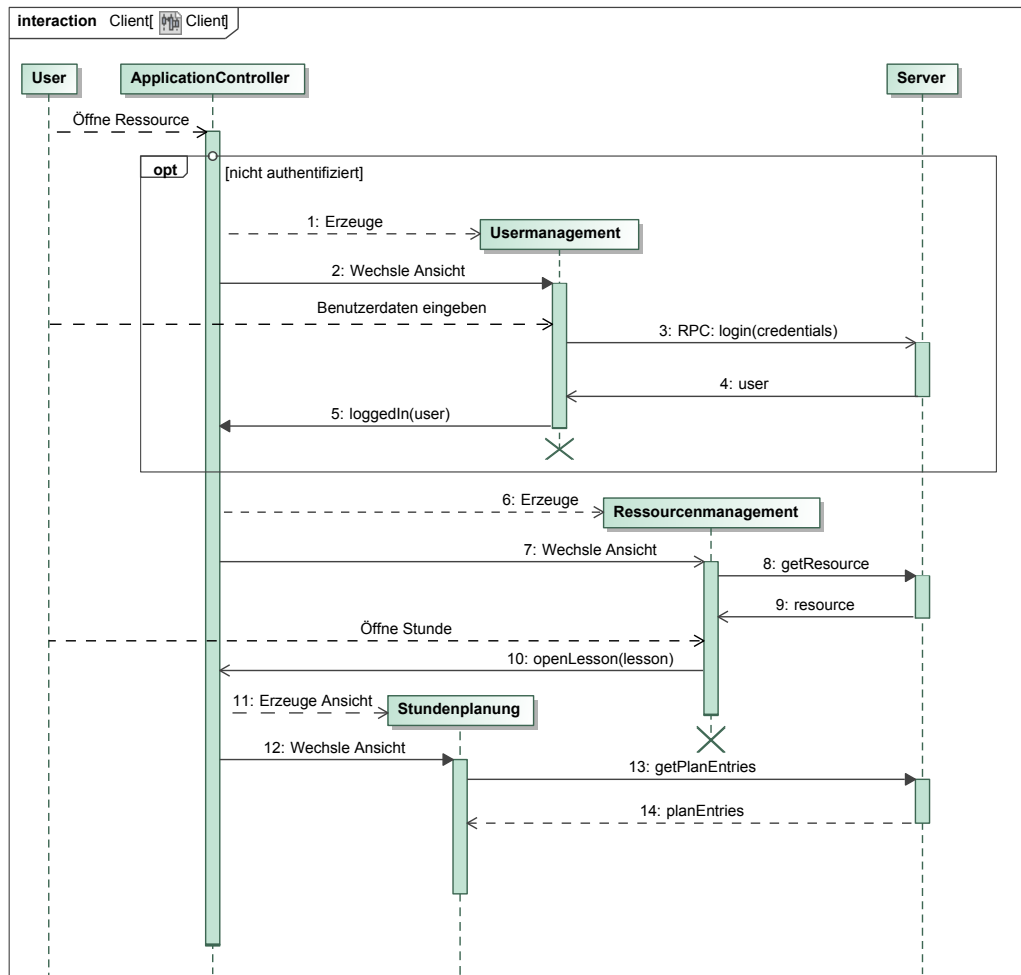 interaction Client[ Client]
User
ApplicationController
Server
Öffne Ressource
opt
[nicht authentifiziert]
1: Erzeuge
Usermanagement
2: Wechsle Ansicht
Benutzerdaten eingeben
3: RPC: login(credentials)
4: user
5: loggedIn(user)
6: Erzeuge
Ressourcenmanagement
7: Wechsle Ansicht
8: getResource
9: resource
Öffne Stunde
10: openLesson(lesson)
11: Erzeuge Ansicht
Stundenplanung
12: Wechsle Ansicht
13: getPlanEntries
14: planEntries